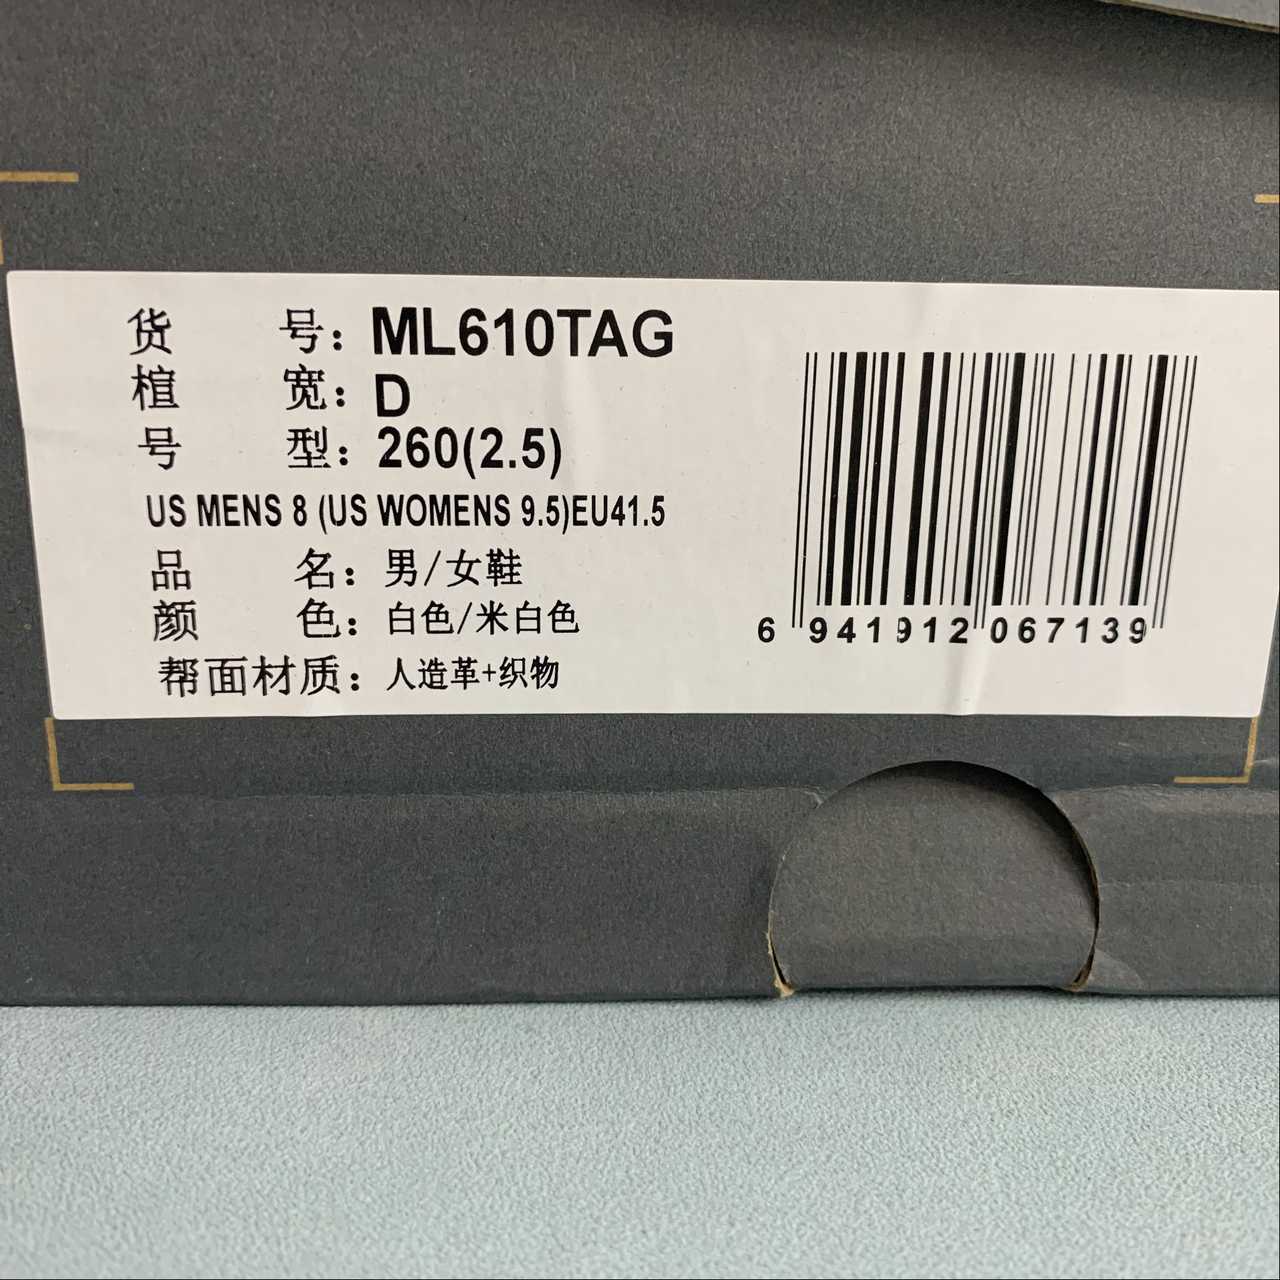 货 号：ML610TAG
楦 宽：D
号 型：260(2.5)
US MENS 8 (US WOMENS 9.5)EU41.5
品 名：男/女鞋
颜 色：白色/米白色
帮面材质：人造革+织物
6 941912 067139